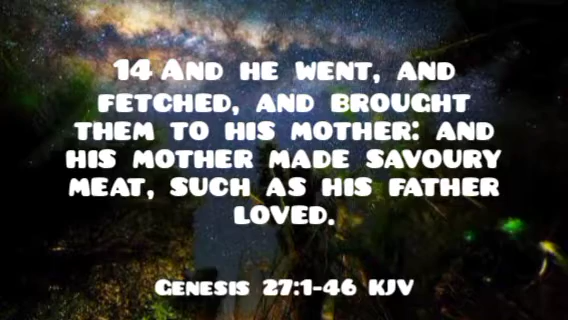 14 And he went, and
fetched, and brought
them to his mother: and
his mother made savoury
meat, such as his father
loved.
Genesis 27:1-46 KJV